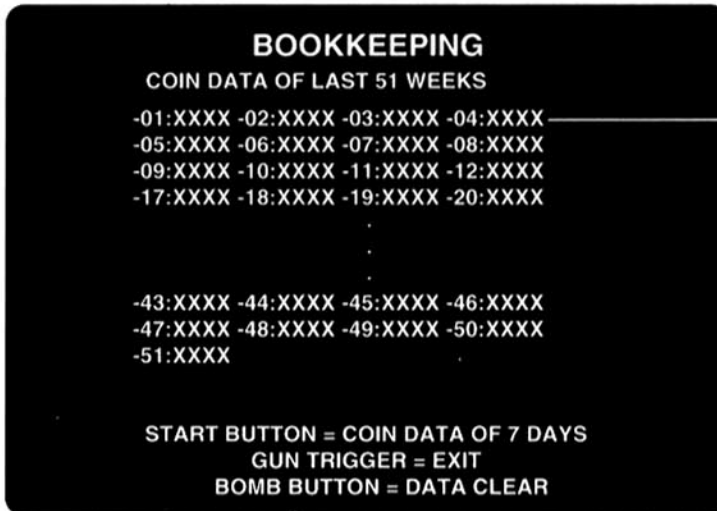 BOOKKEEPING
COIN DATA OF LAST 51 WEEKS
-01:XXXX -02:XXXX -03:XXXX -04:XXXX
-05:XXXX -06:XXXX -07:XXXX -08:XXXX
-09:XXXX -10:XXXX -11:XXXX -12:XXXX
-17:XXXX -18:XXXX -19:XXXX -20:XXXX
.
.
.
-43:XXXX -44:XXXX -45:XXXX -46:XXXX
-47:XXXX -48:XXXX -49:XXXX -50:XXXX
-51:XXXX
START BUTTON = COIN DATA OF 7 DAYS
GUN TRIGGER = EXIT
BOMB BUTTON = DATA CLEAR